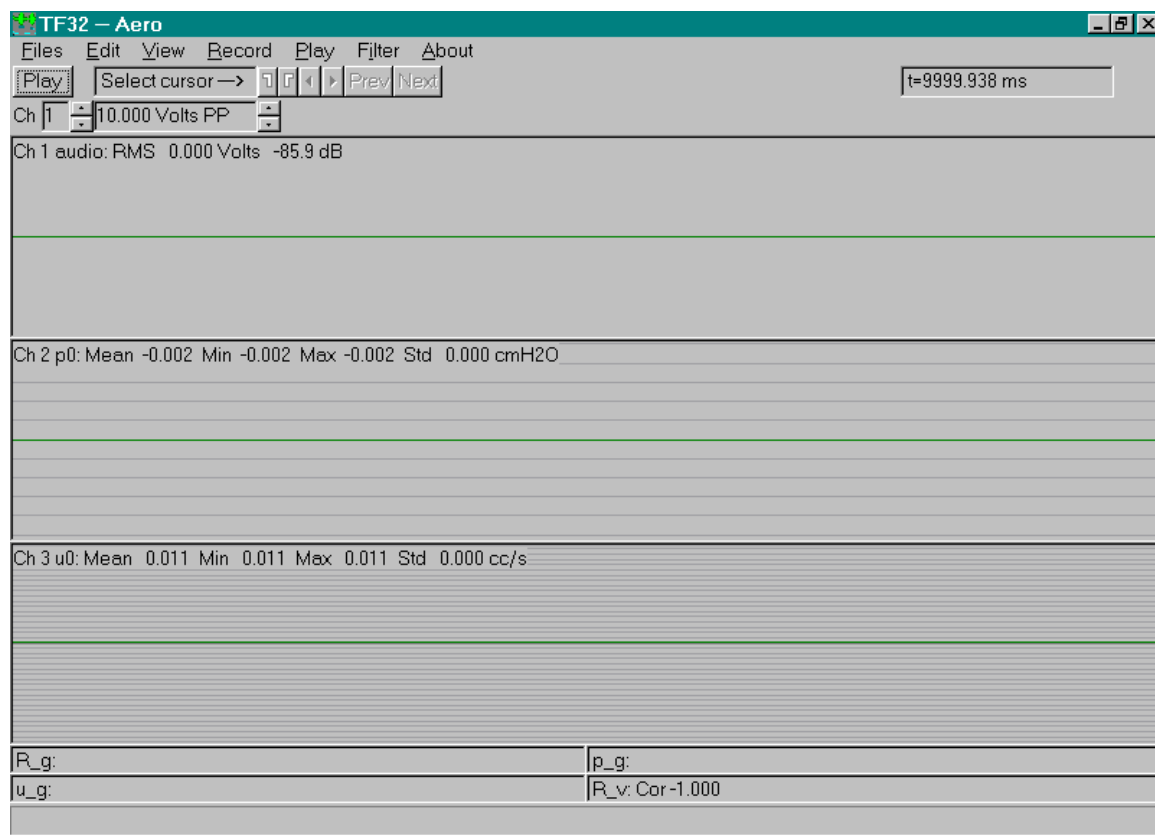 TF32 – Aero
Files Edit View Record Play Filter About
Play Select cursor --> Prev Next t=9999.938 ms
Ch 1 10.000 Volts PP
Ch 1 audio: RMS 0.000 Volts -85.9 dB
Ch 2 p0: Mean -0.002 Min -0.002 Max -0.002 Std 0.000 cmH2O
Ch 3 u0: Mean 0.011 Min 0.011 Max 0.011 Std 0.000 cc/s
R_g: p_g:
u_g: R_v: Cor -1.000